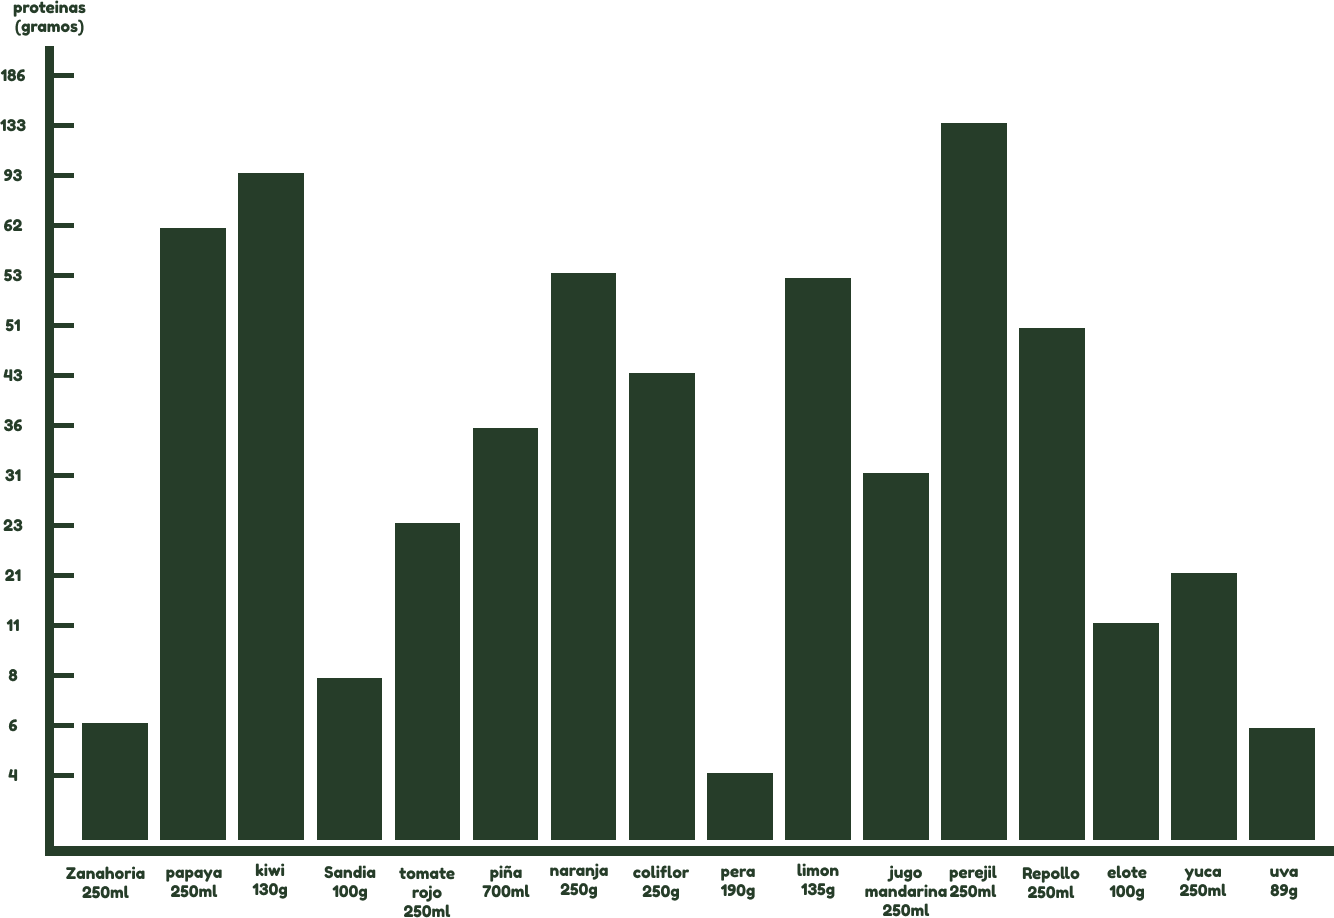 proteinas
(gramos)
186
133
93
62
53
51
43
36
31
23
21
11
8
6
4
Zanahoria
250ml
papaya
250ml
kiwi
130g
Sandia
100g
tomate
rojo
250ml
piña
700ml
naranja
250g
coliflor
250g
pera
190g
limon
135g
jugo
mandarina
250ml
perejil
250ml
Repollo
250ml
elote
100g
yuca
250ml
uva
89g